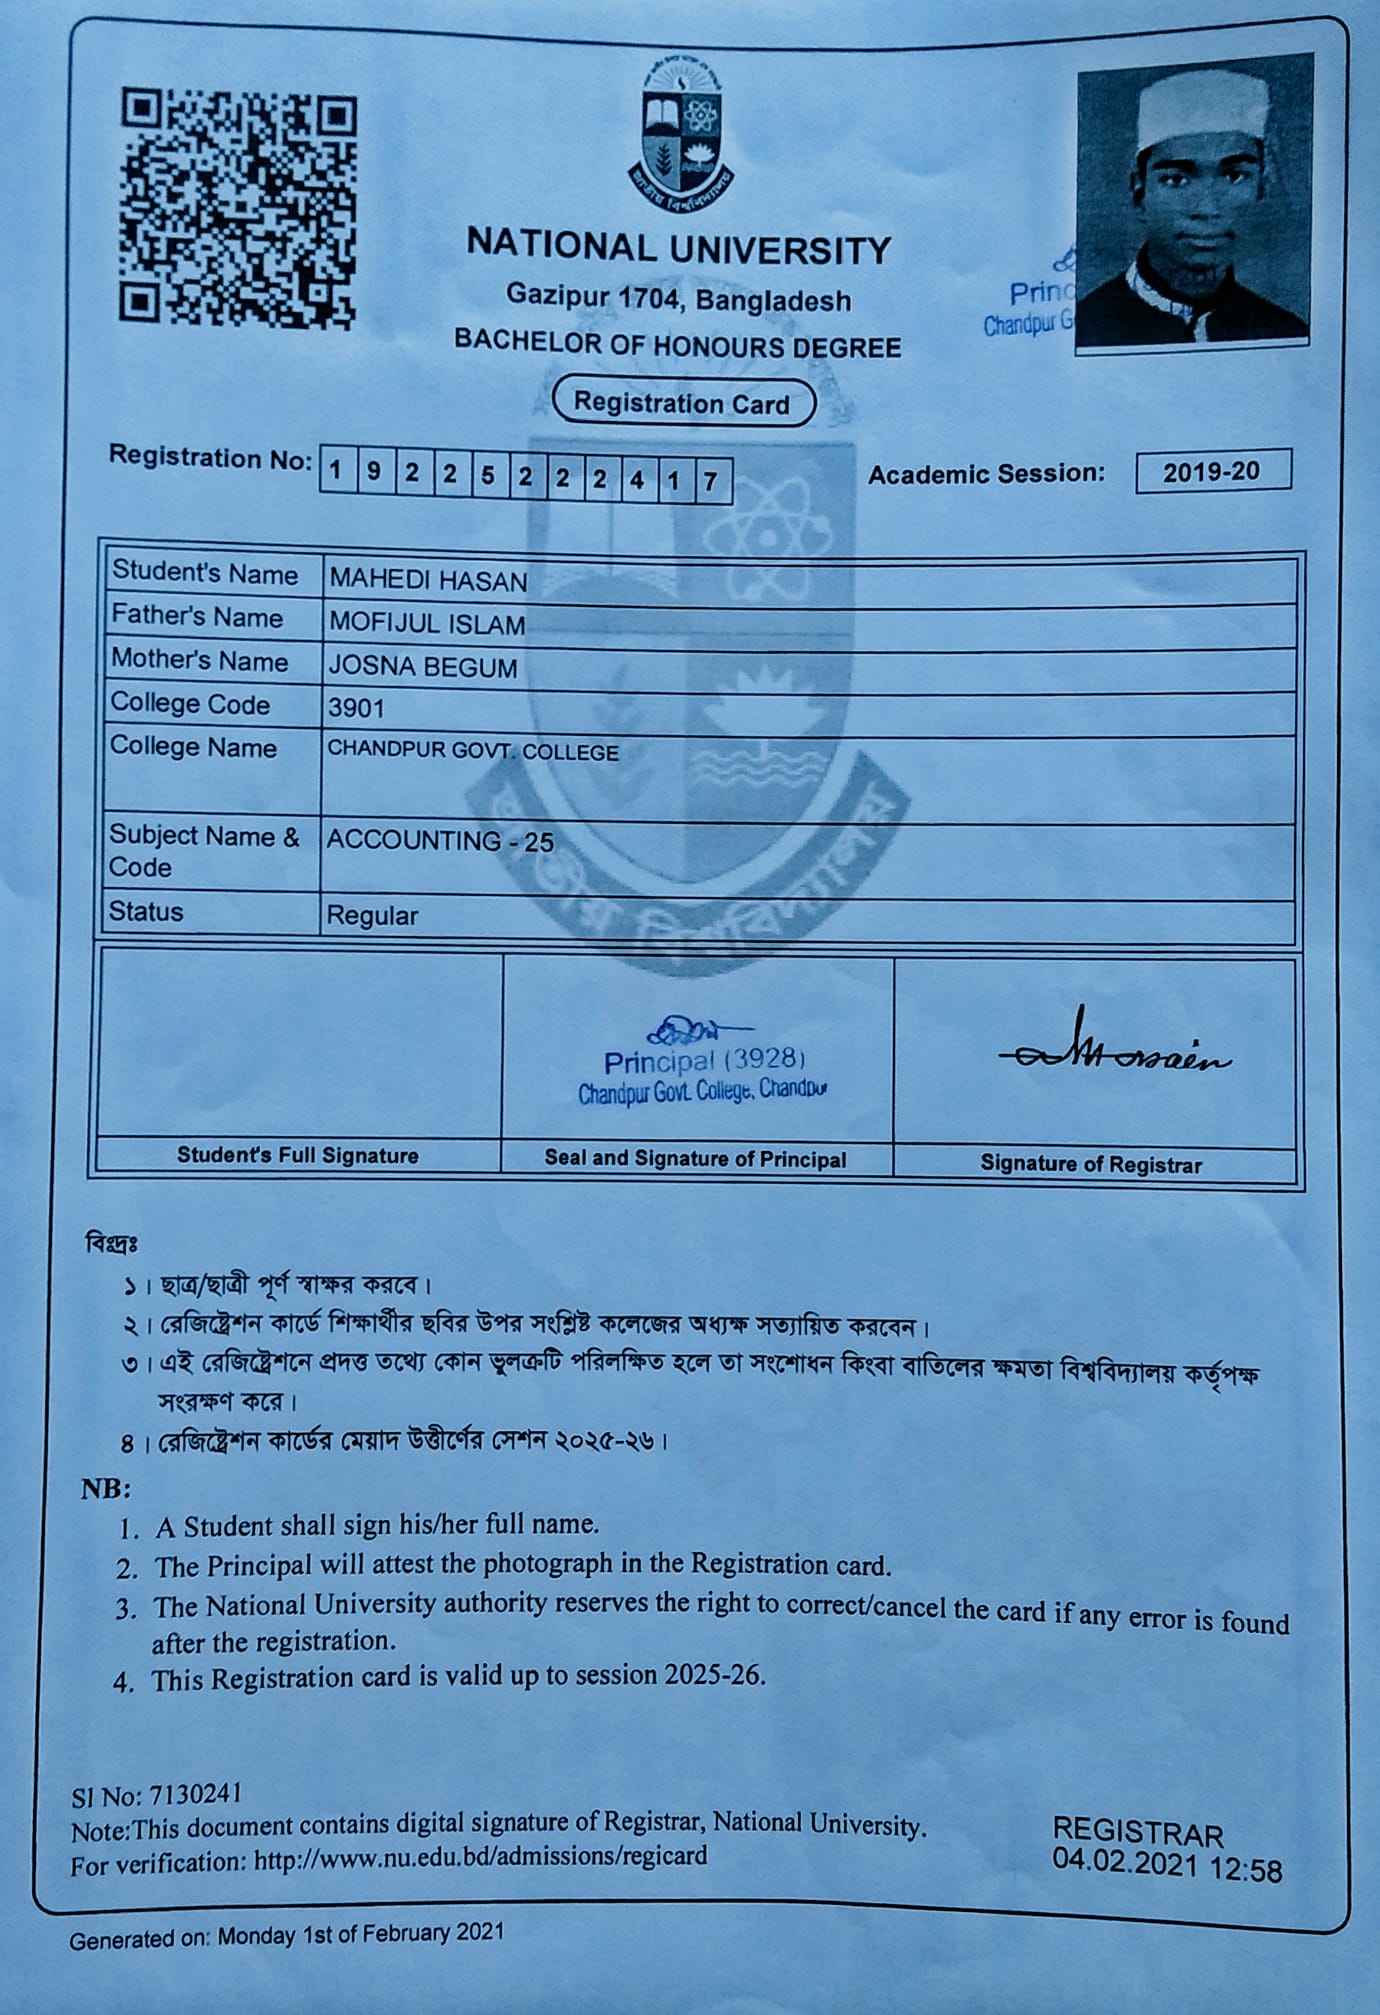 জাতীয় বিশ্ববিদ্যালয়
NATIONAL UNIVERSITY
Gazipur 1704, Bangladesh
BACHELOR OF HONOURS DEGREE
Registration Card
Princ
Chandpur G
Registration No: 1 9 2 2 5 2 2 2 4 1 7
Academic Session: 2019-20
Student's Name MAHEDI HASAN
Father's Name MOFIJUL ISLAM
Mother's Name JOSNA BEGUM
College Code 3901
College Name CHANDPUR GOVT. COLLEGE
Subject Name & ACCOUNTING - 25
Code
Status Regular
জাতীয় বিশ্ববিদ্যালয়
Principal (3928)
Chandpur Govt. College, Chandpur
Student's Full Signature
Seal and Signature of Principal
Signature of Registrar
বিঃদ্রঃ
১। ছাত্র/ছাত্রী পূর্ণ স্বাক্ষর করবে।
২। রেজিষ্ট্রেশন কার্ডে শিক্ষার্থীর ছবির উপর সংশ্লিষ্ট কলেজের অধ্যক্ষ সত্যায়িত করবেন।
৩। এই রেজিষ্ট্রেশনে প্রদত্ত তথ্যে কোন ভুলত্রুটি পরিলক্ষিত হলে তা সংশোধন কিংবা বাতিলের ক্ষমতা বিশ্ববিদ্যালয় কর্তৃপক্ষ
সংরক্ষণ করে।
৪। রেজিষ্ট্রেশন কার্ডের মেয়াদ উত্তীর্ণের সেশন ২০২৫-২৬।
NB:
1. A Student shall sign his/her full name.
2. The Principal will attest the photograph in the Registration card.
3. The National University authority reserves the right to correct/cancel the card if any error is found
after the registration.
4. This Registration card is valid up to session 2025-26.
Sl No: 7130241
Note:This document contains digital signature of Registrar, National University.
For verification: http://www.nu.edu.bd/admissions/regicard
REGISTRAR
04.02.2021 12:58
Generated on: Monday 1st of February 2021